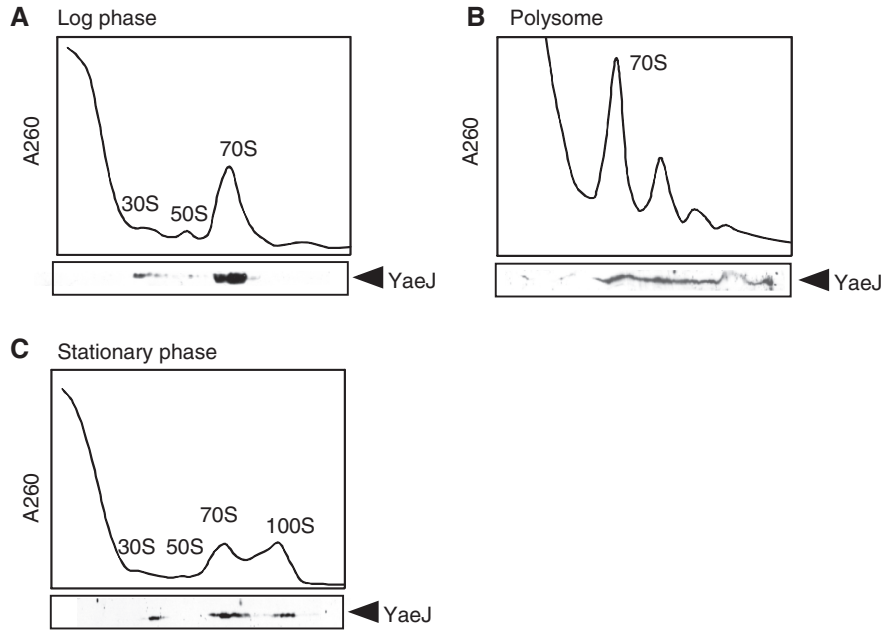 A Log phase
A260
30S
50S
70S
YaeJ
B Polysome
A260
70S
YaeJ
C Stationary phase
A260
30S
50S
70S
100S
YaeJ